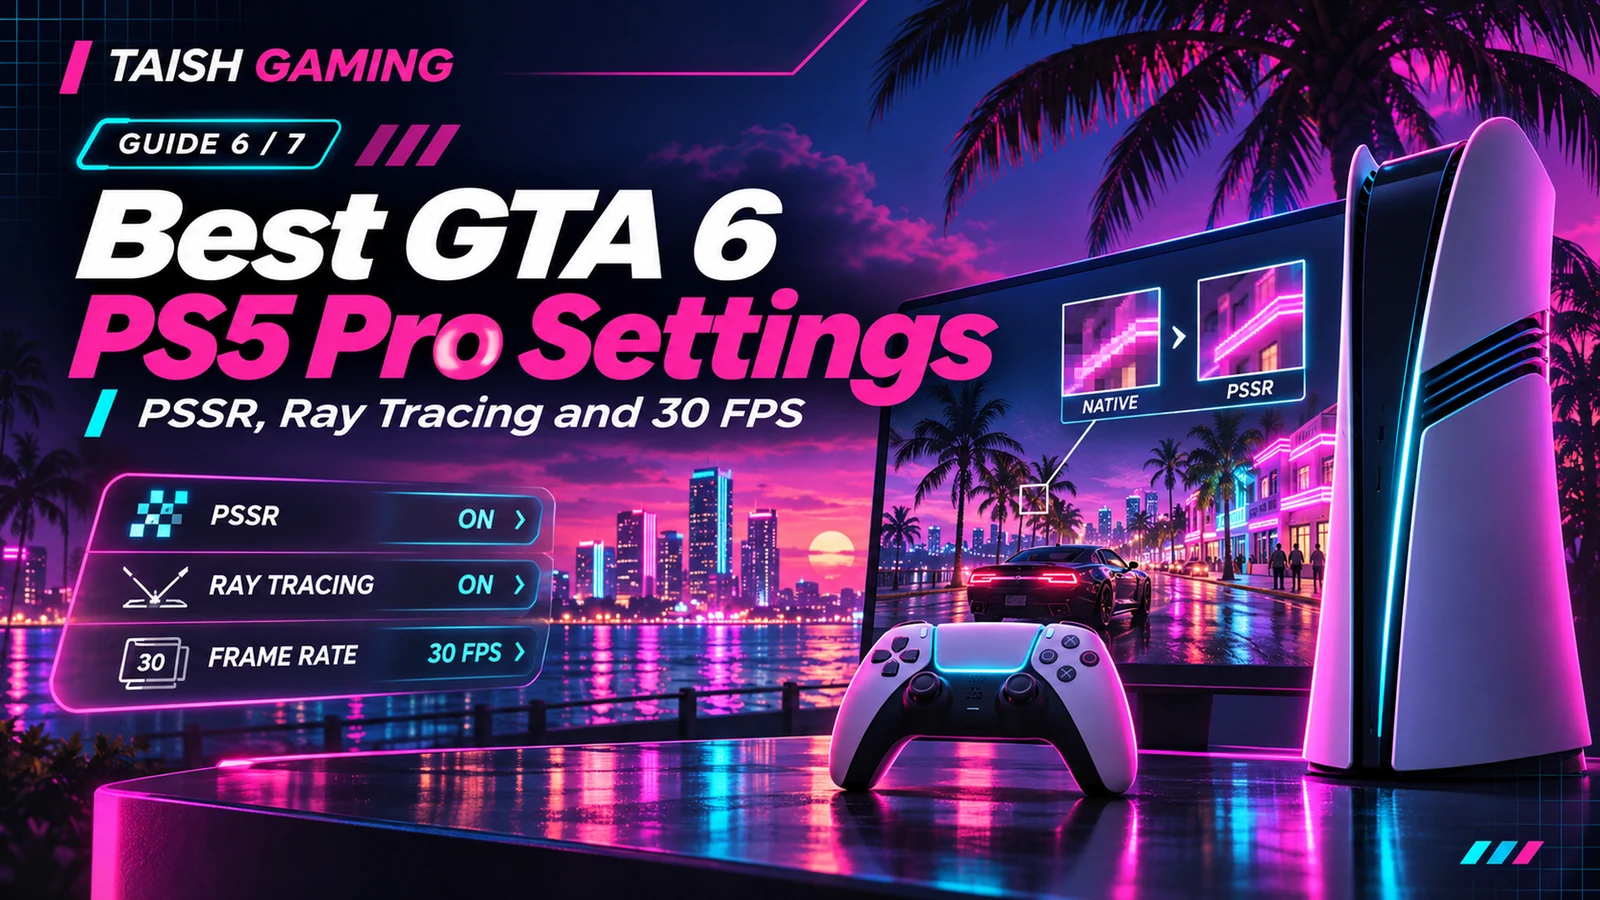 TAISH GAMING
GUIDE 6 / 7
Best GTA 6
PS5 Pro Settings
PSSR, Ray Tracing and 30 FPS
PSSR ON >
RAY TRACING ON >
30 FRAME RATE 30 FPS >
NATIVE > PSSR